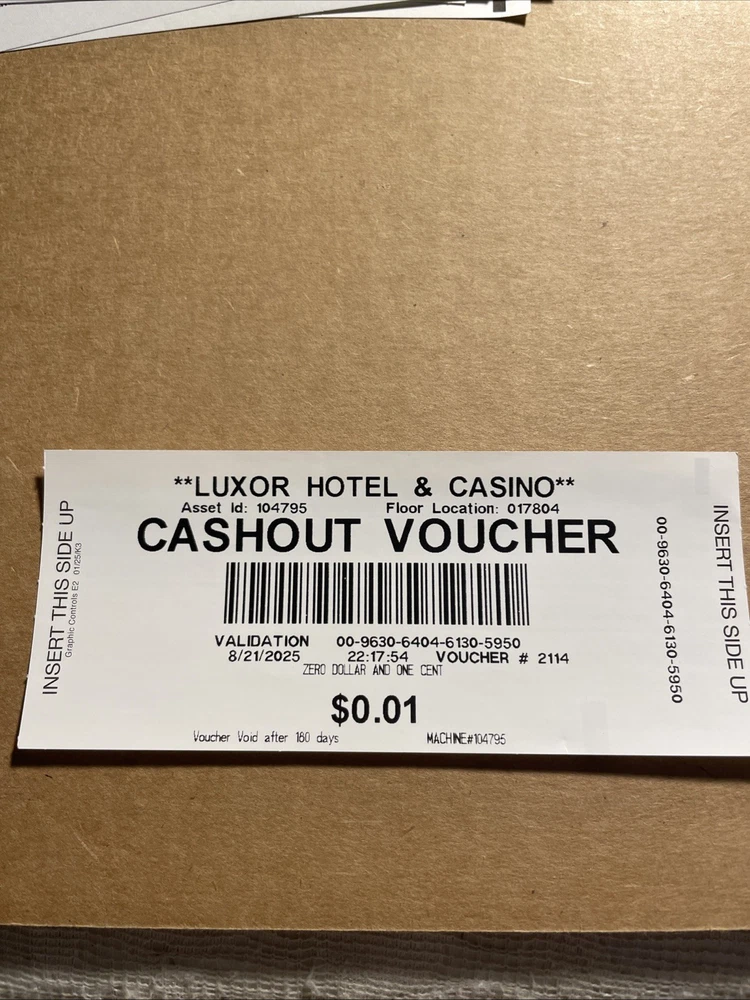 **LUXOR HOTEL & CASINO**
Asset Id: 104795 Floor Location: 017804
CASHOUT VOUCHER
VALIDATION 00-9630-6404-6130-5950
8/21/2025 22:17:54 VOUCHER # 2114
ZERO DOLLAR AND ONE CENT
$0.01
Voucher Void after 180 days MACHINE#104795
INSERT THIS SIDE UP
Graphic Controls E2 01/25/K3
00-9630-6404-6130-5950
INSERT THIS SIDE UP